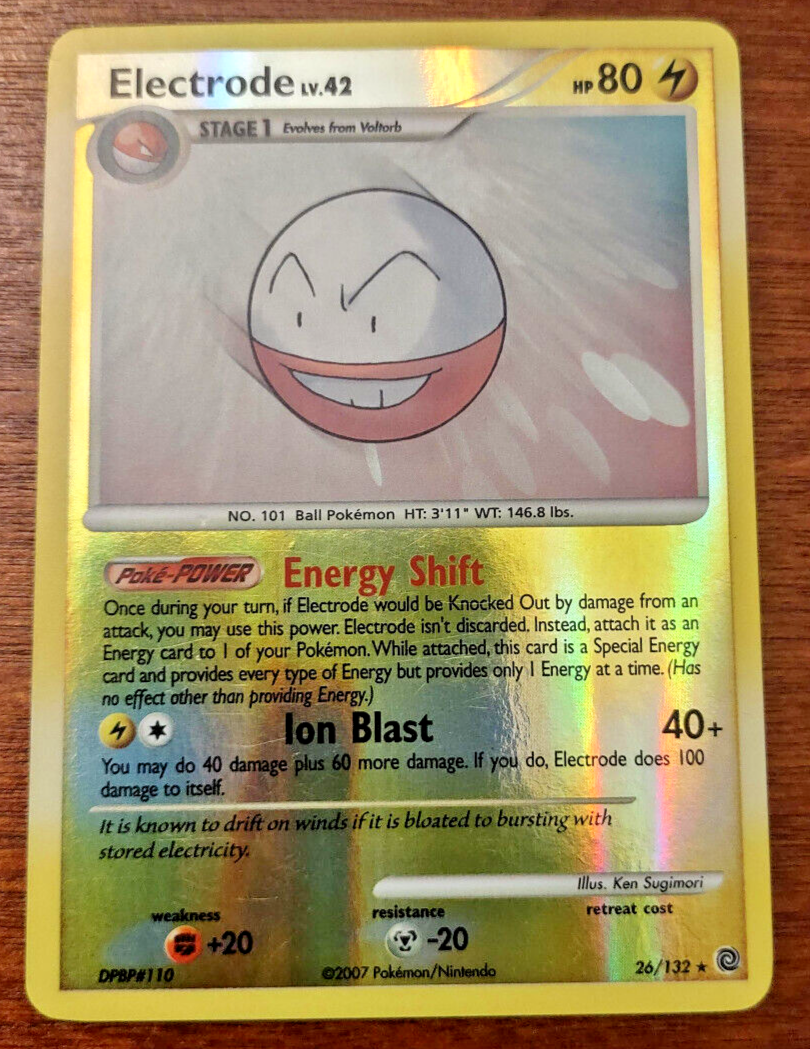 Electrode LV.42 HP 80
STAGE 1 Evolves from Voltorb
NO. 101 Ball Pokémon HT: 3'11" WT: 146.8 lbs.
Poké-POWER Energy Shift
Once during your turn, if Electrode would be Knocked Out by damage from an
attack, you may use this power. Electrode isn't discarded. Instead, attach it as an
Energy card to 1 of your Pokémon. While attached, this card is a Special Energy
card and provides every type of Energy but provides only 1 Energy at a time. (Has
no effect other than providing Energy.)
Ion Blast 40+
You may do 40 damage plus 60 more damage. If you do, Electrode does 100
damage to itself.
It is known to drift on winds if it is bloated to bursting with
stored electricity.
Illus. Ken Sugimori
weakness resistance retreat cost
+20 -20
DPBP#110 ©2007 Pokémon/Nintendo 26/132 ★